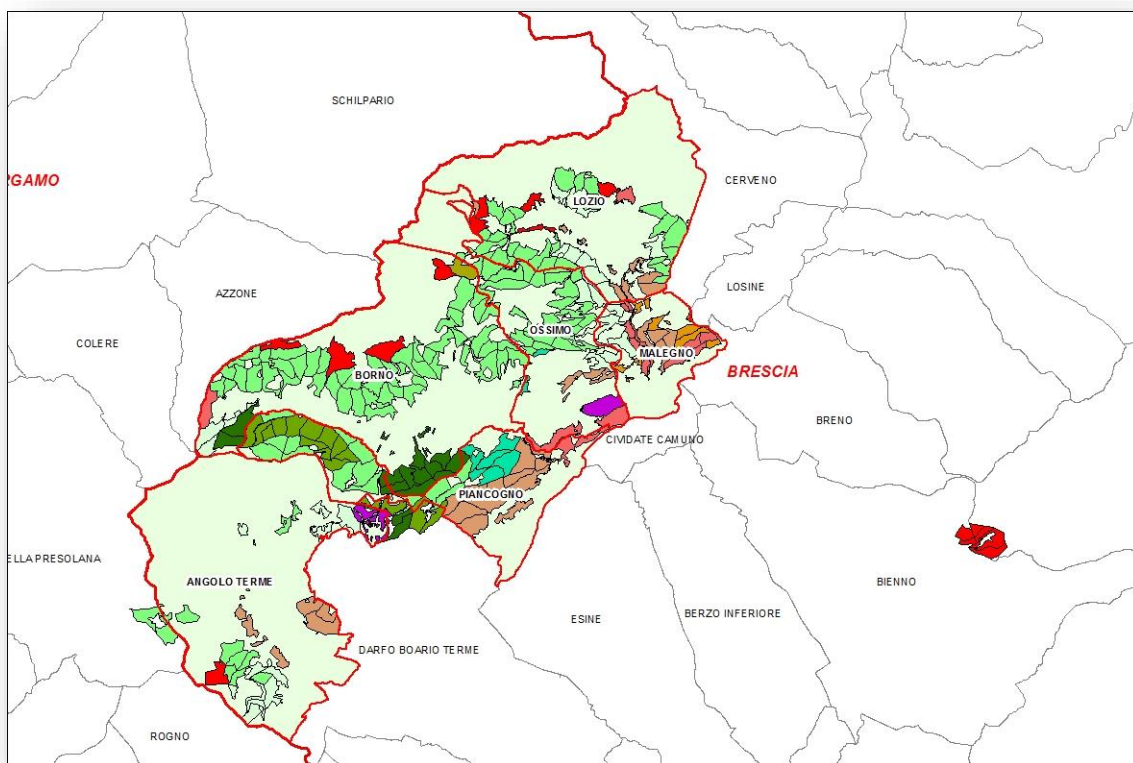 SCHILPARIO
RGAMO
CERVENO
LOZIO
AZZONE
LOSINE
OSSIMO
COLERE
MALEGNO
BORNO
BRESCIA
BRENO
CIVIDATE CAMUNO
PIANCOGNO
ELLA PRESOLANA
ANGOLO TERME
BIENNO
BERZO INFERIORE
ESINE
DARFO BOARIO TERME
ROGNO